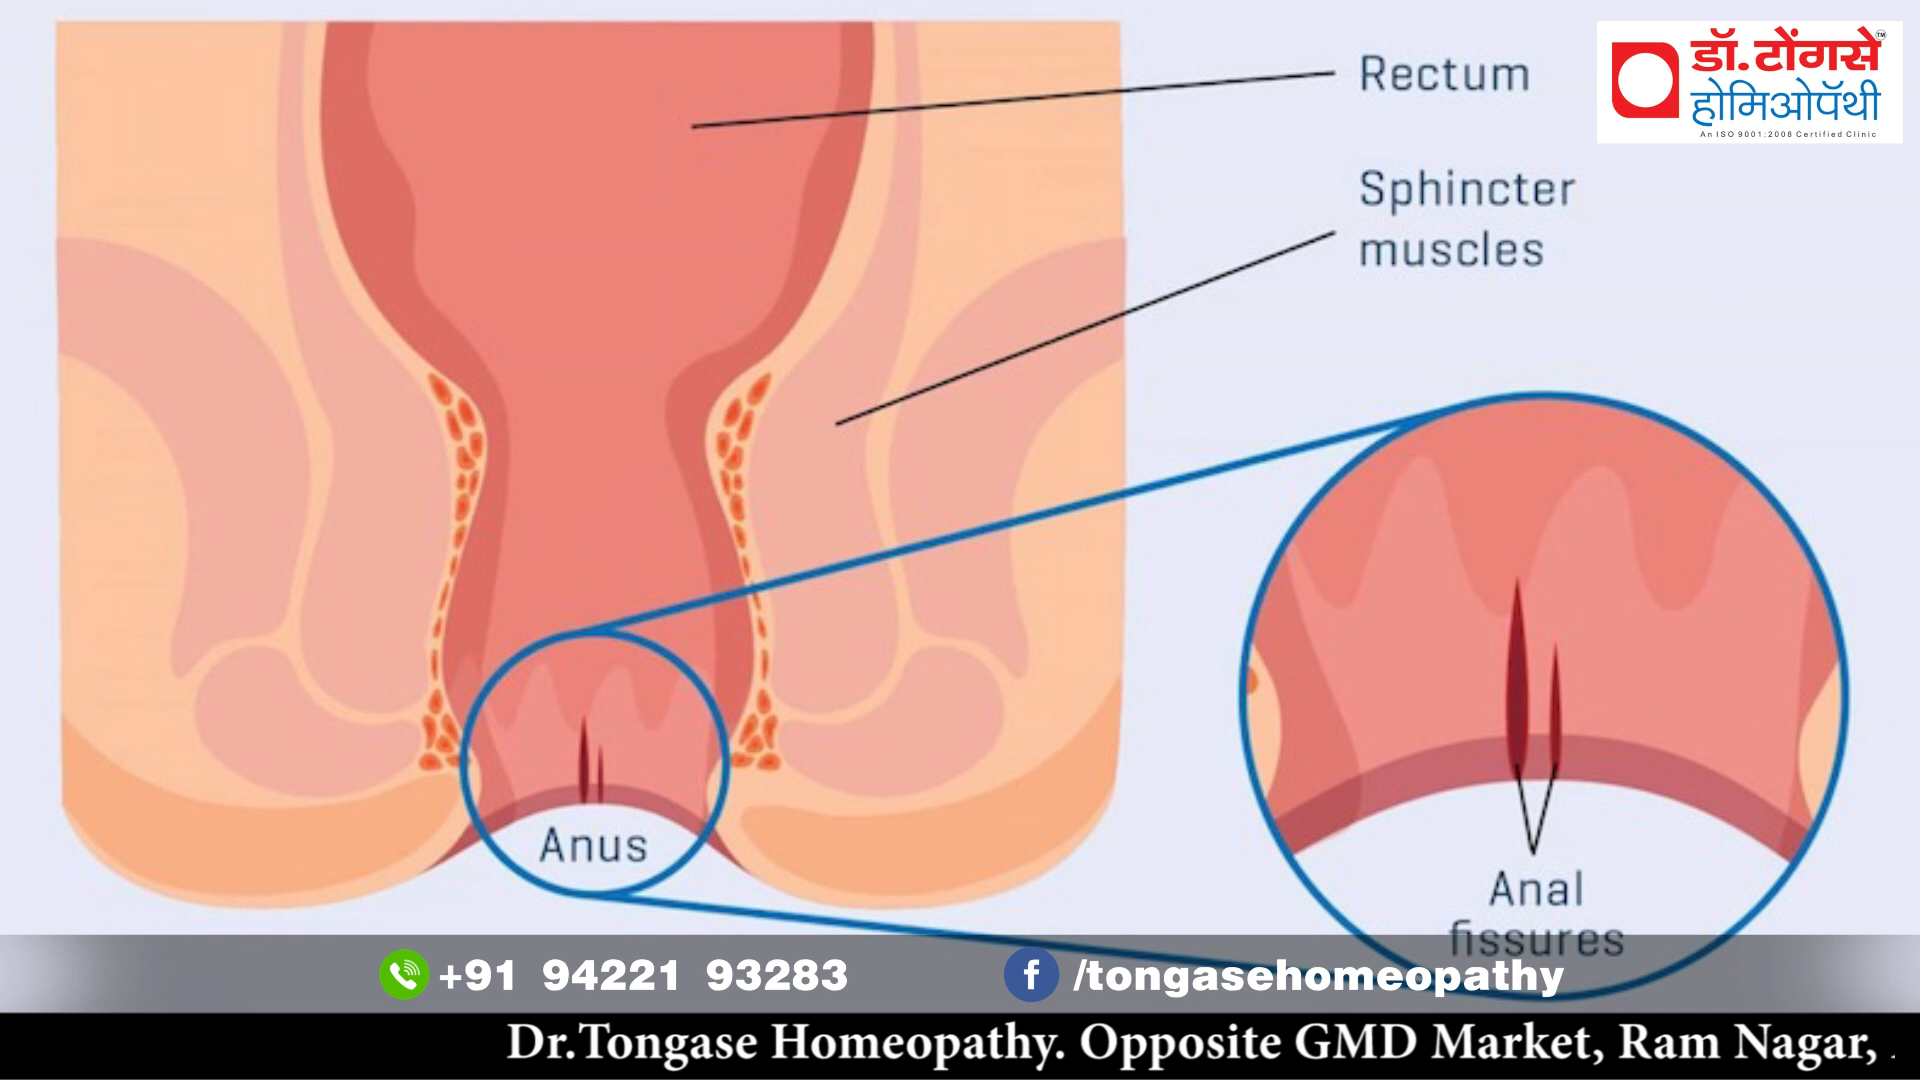 Rectum
डॉ.टोंगसे TM
होमिओपॅथी
An ISO 9001:2008 Certified Clinic
Sphincter
muscles
Anus
Anal
fissures
+91 94221 93283
f /tongasehomeopathy
Dr.Tongase Homeopathy. Opposite GMD Market, Ram Nagar,